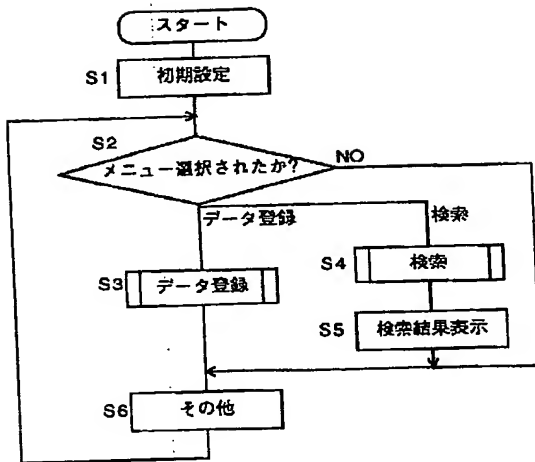 スタート
S1 初期設定
S2
メニュー選択されたか?
NO
データ登録
検索
S3 データ登録
S4 検索
S5 検索結果表示
S6 その他